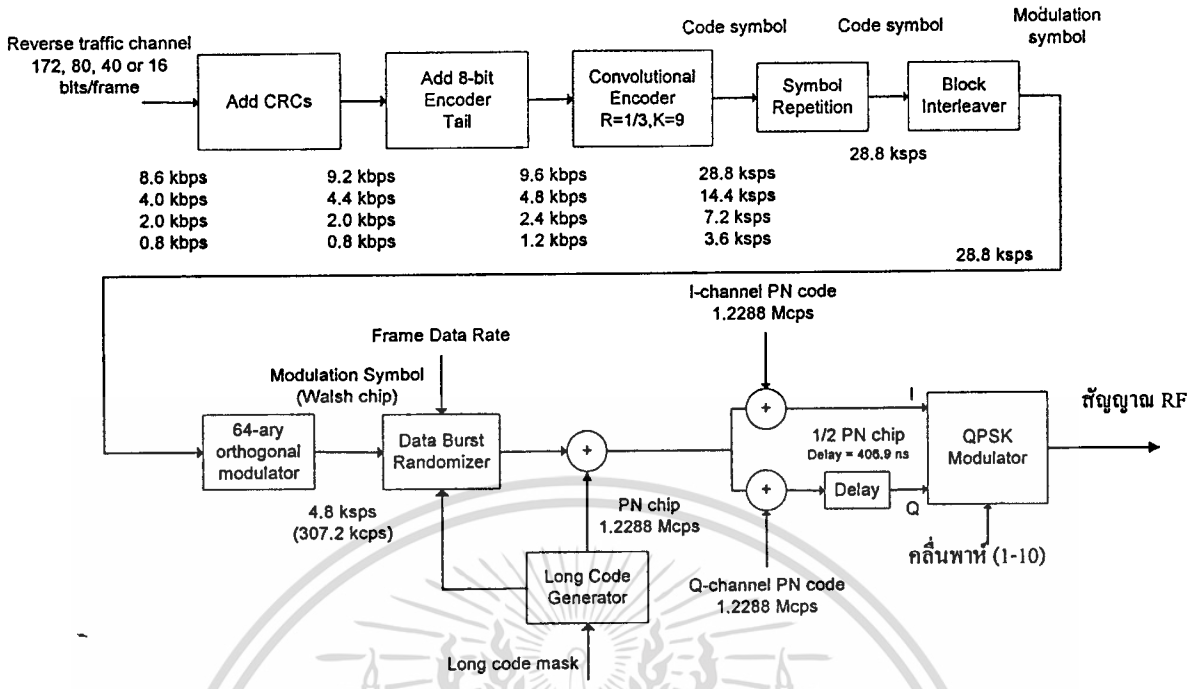 Reverse traffic channel
172, 80, 40 or 16
bits/frame
Code symbol
Code symbol
Modulation
symbol
Add CRCs
Add 8-bit
Encoder
Tail
Convolutional
Encoder
R=1/3,K=9
Symbol
Repetition
Block
Interleaver
28.8 ksps
8.6 kbps
4.0 kbps
2.0 kbps
0.8 kbps
9.2 kbps
4.4 kbps
2.0 kbps
0.8 kbps
9.6 kbps
4.8 kbps
2.4 kbps
1.2 kbps
28.8 ksps
14.4 ksps
7.2 ksps
3.6 ksps
28.8 ksps
I-channel PN code
1.2288 Mcps
Frame Data Rate
Modulation Symbol
(Walsh chip)
64-ary
orthogonal
modulator
Data Burst
Randomizer
4.8 ksps
(307.2 kcps)
+
PN chip
1.2288 Mcps
Long Code
Generator
Long code mask
+
+
I
1/2 PN chip
Delay = 406.9 ns
Delay
Q
Q-channel PN code
1.2288 Mcps
QPSK
Modulator
สัญญาณ RF
คลื่นพาห์ (1-10)